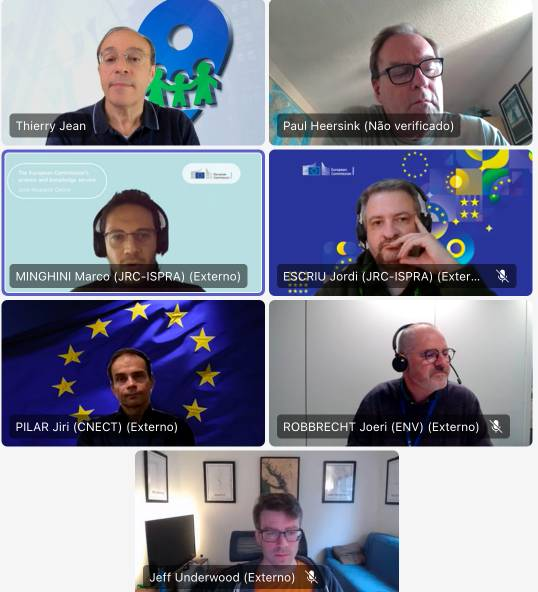 Thierry Jean
Paul Heersink (Não verificado)
The European Commission's
science and knowledge service
Joint Research Centre
European
Commission
MINGHINI Marco (JRC-ISPRA) (Externo)
European
Commission
ESCRIU Jordi (JRC-ISPRA) (Exter...
PILAR Jiri (CNECT) (Externo)
ROBBRECHT Joeri (ENV) (Externo)
Jeff Underwood (Externo)